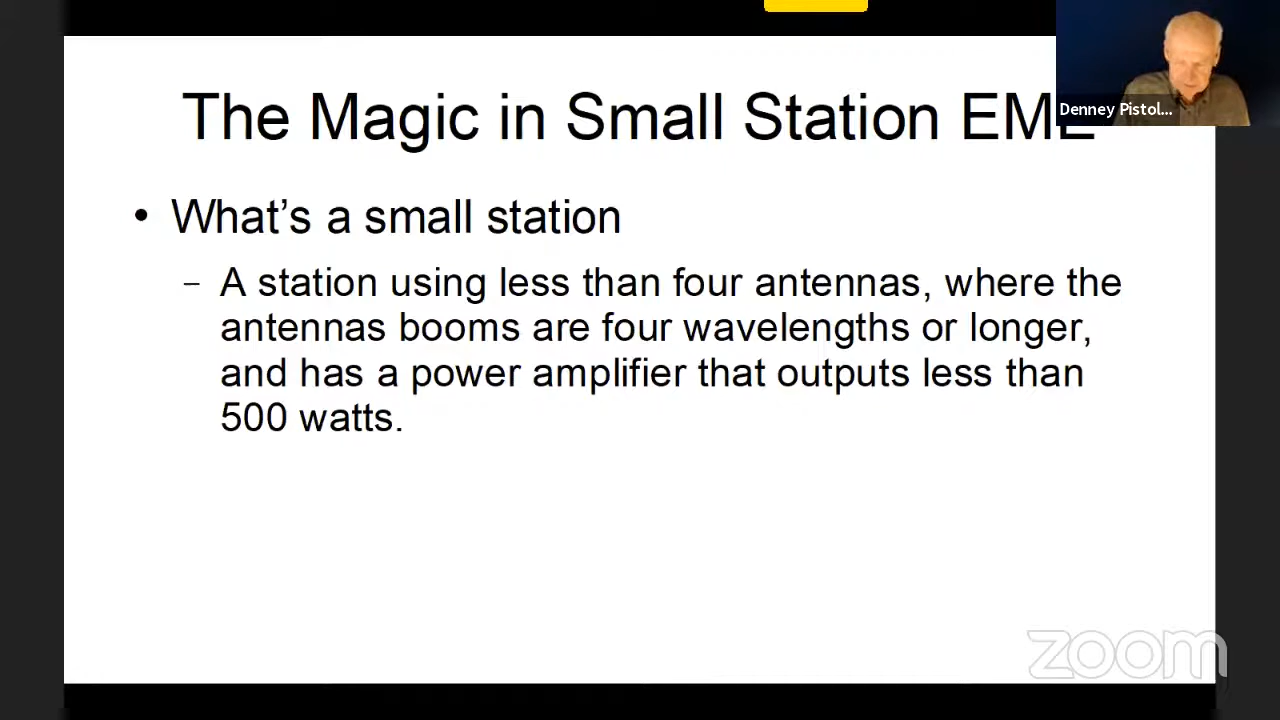 The Magic in Small Station EME
Denney Pistol...
• What's a small station
– A station using less than four antennas, where the
antennas booms are four wavelengths or longer,
and has a power amplifier that outputs less than
500 watts.
zoom